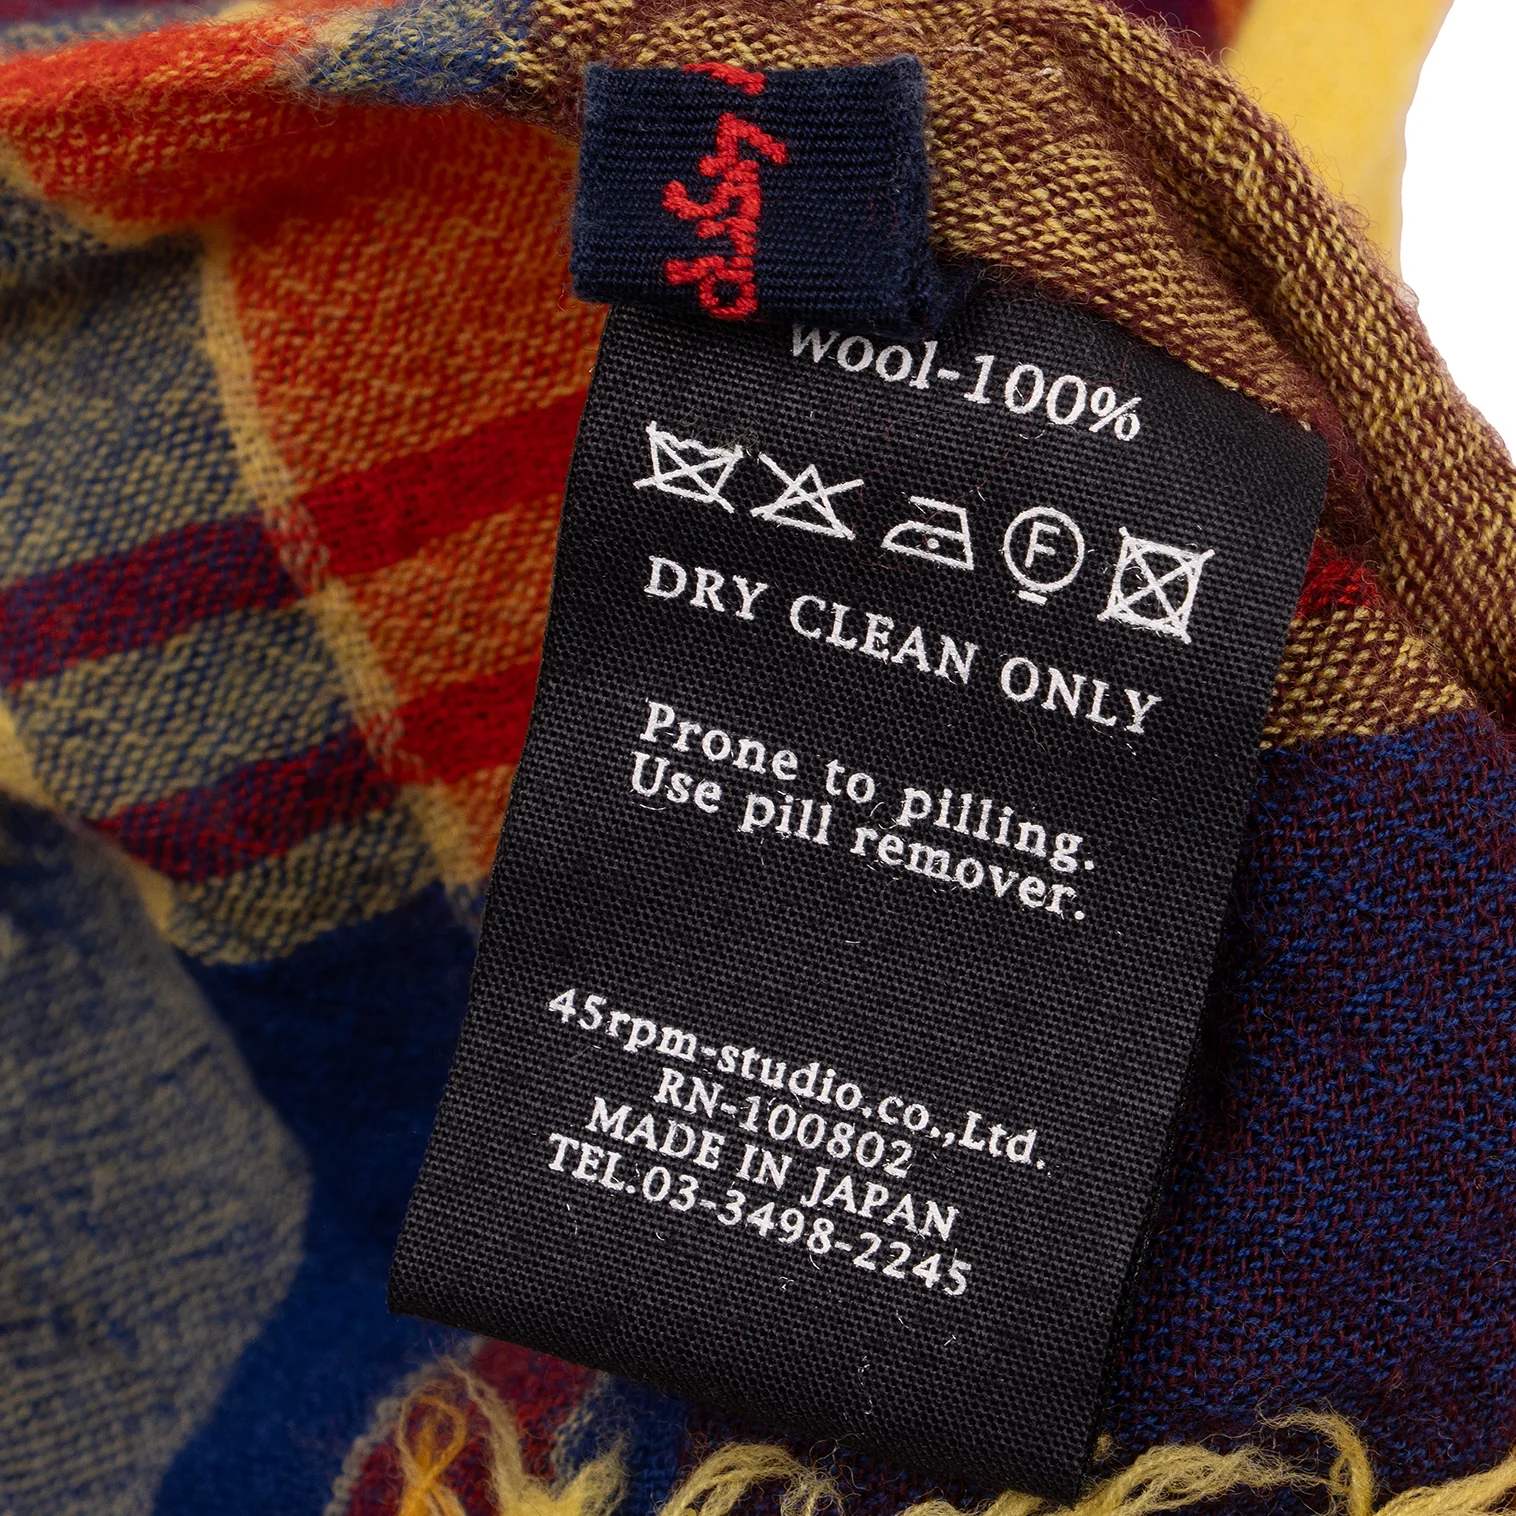 wool-100%
F
DRY CLEAN ONLY
Prone to pilling.
Use pill remover.
45rpm-studio.co.,Ltd.
RN-100802
MADE IN JAPAN
TEL.03-3498-2245